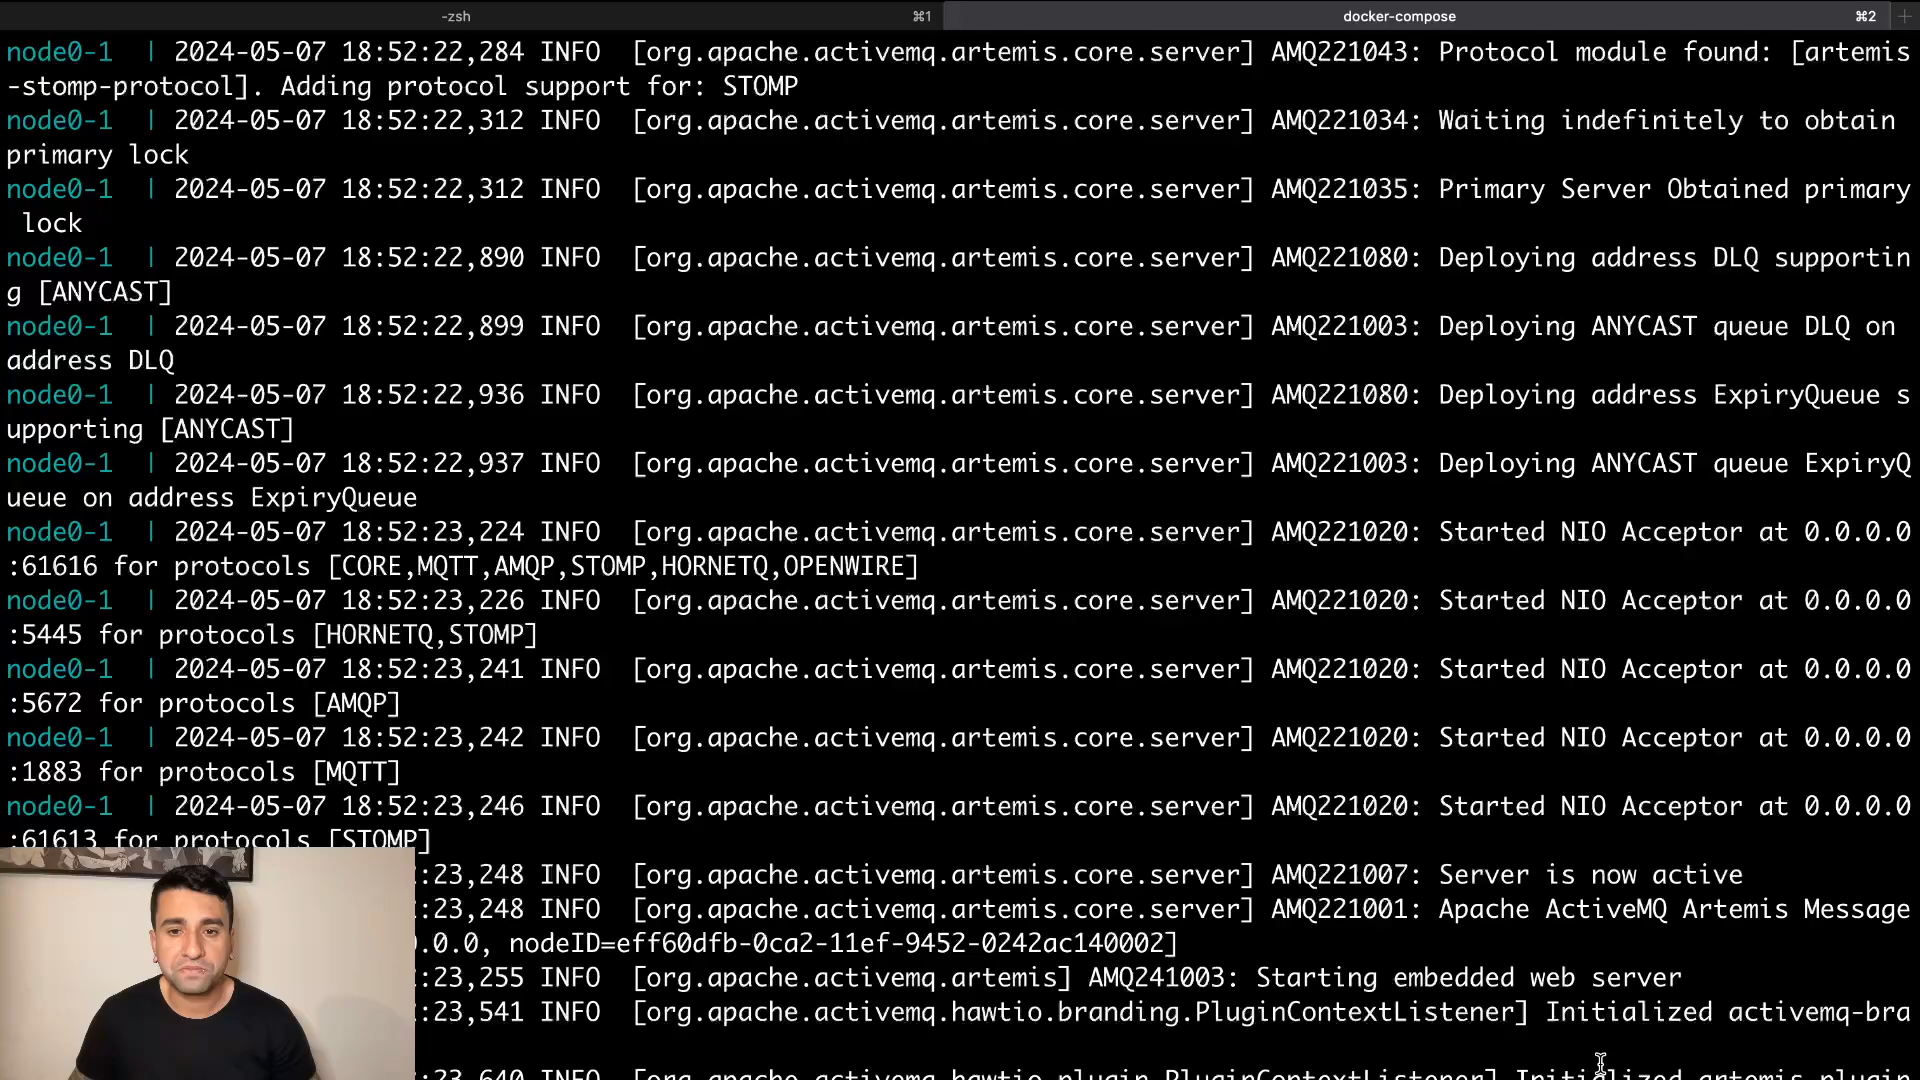 -zsh ⌘1 docker-compose ⌘2 +
node0-1 | 2024-05-07 18:52:22,284 INFO [org.apache.activemq.artemis.core.server] AMQ221043: Protocol module found: [artemis
-stomp-protocol]. Adding protocol support for: STOMP
node0-1 | 2024-05-07 18:52:22,312 INFO [org.apache.activemq.artemis.core.server] AMQ221034: Waiting indefinitely to obtain
primary lock
node0-1 | 2024-05-07 18:52:22,312 INFO [org.apache.activemq.artemis.core.server] AMQ221035: Primary Server Obtained primary
lock
node0-1 | 2024-05-07 18:52:22,890 INFO [org.apache.activemq.artemis.core.server] AMQ221080: Deploying address DLQ supportin
g [ANYCAST]
node0-1 | 2024-05-07 18:52:22,899 INFO [org.apache.activemq.artemis.core.server] AMQ221003: Deploying ANYCAST queue DLQ on
address DLQ
node0-1 | 2024-05-07 18:52:22,936 INFO [org.apache.activemq.artemis.core.server] AMQ221080: Deploying address ExpiryQueue s
upporting [ANYCAST]
node0-1 | 2024-05-07 18:52:22,937 INFO [org.apache.activemq.artemis.core.server] AMQ221003: Deploying ANYCAST queue ExpiryQ
ueue on address ExpiryQueue
node0-1 | 2024-05-07 18:52:23,224 INFO [org.apache.activemq.artemis.core.server] AMQ221020: Started NIO Acceptor at 0.0.0.0
:61616 for protocols [CORE,MQTT,AMQP,STOMP,HORNETQ,OPENWIRE]
node0-1 | 2024-05-07 18:52:23,226 INFO [org.apache.activemq.artemis.core.server] AMQ221020: Started NIO Acceptor at 0.0.0.0
:5445 for protocols [HORNETQ,STOMP]
node0-1 | 2024-05-07 18:52:23,241 INFO [org.apache.activemq.artemis.core.server] AMQ221020: Started NIO Acceptor at 0.0.0.0
:5672 for protocols [AMQP]
node0-1 | 2024-05-07 18:52:23,242 INFO [org.apache.activemq.artemis.core.server] AMQ221020: Started NIO Acceptor at 0.0.0.0
:1883 for protocols [MQTT]
node0-1 | 2024-05-07 18:52:23,246 INFO [org.apache.activemq.artemis.core.server] AMQ221020: Started NIO Acceptor at 0.0.0.0
:61613 for protocols [STOMP]
:23,248 INFO [org.apache.activemq.artemis.core.server] AMQ221007: Server is now active
:23,248 INFO [org.apache.activemq.artemis.core.server] AMQ221001: Apache ActiveMQ Artemis Message
.0.0, nodeID=eff60dfb-0ca2-11ef-9452-0242ac140002]
:23,255 INFO [org.apache.activemq.artemis] AMQ241003: Starting embedded web server
:23,541 INFO [org.apache.activemq.hawtio.branding.PluginContextListener] Initialized activemq-bra
:23,640 INFO [org.apache.activemq.hawtio.plugin.PluginContextListener] Initialized artemis-plugin